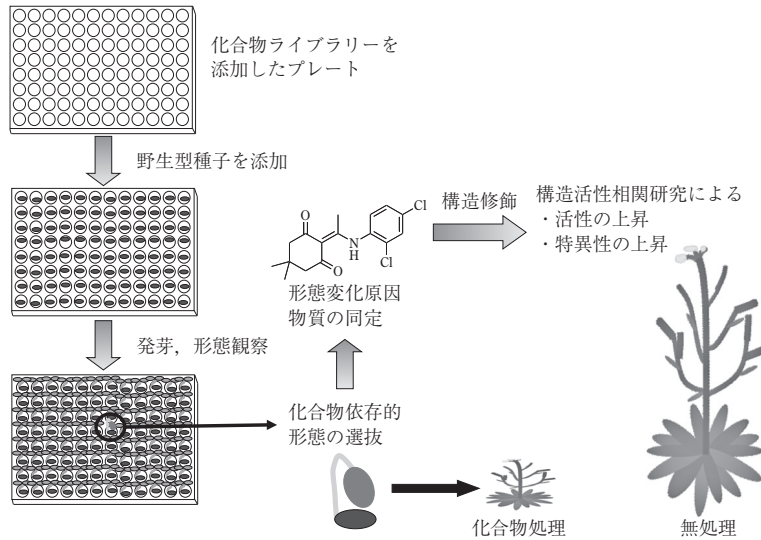 化合物ライブラリーを
添加したプレート
野生型種子を添加
発芽，形態観察
O
N
H
O
Cl
Cl
形態変化原因
物質の同定
化合物依存的
形態の選抜
構造修飾
構造活性相関研究による
・活性の上昇
・特異性の上昇
化合物処理
無処理